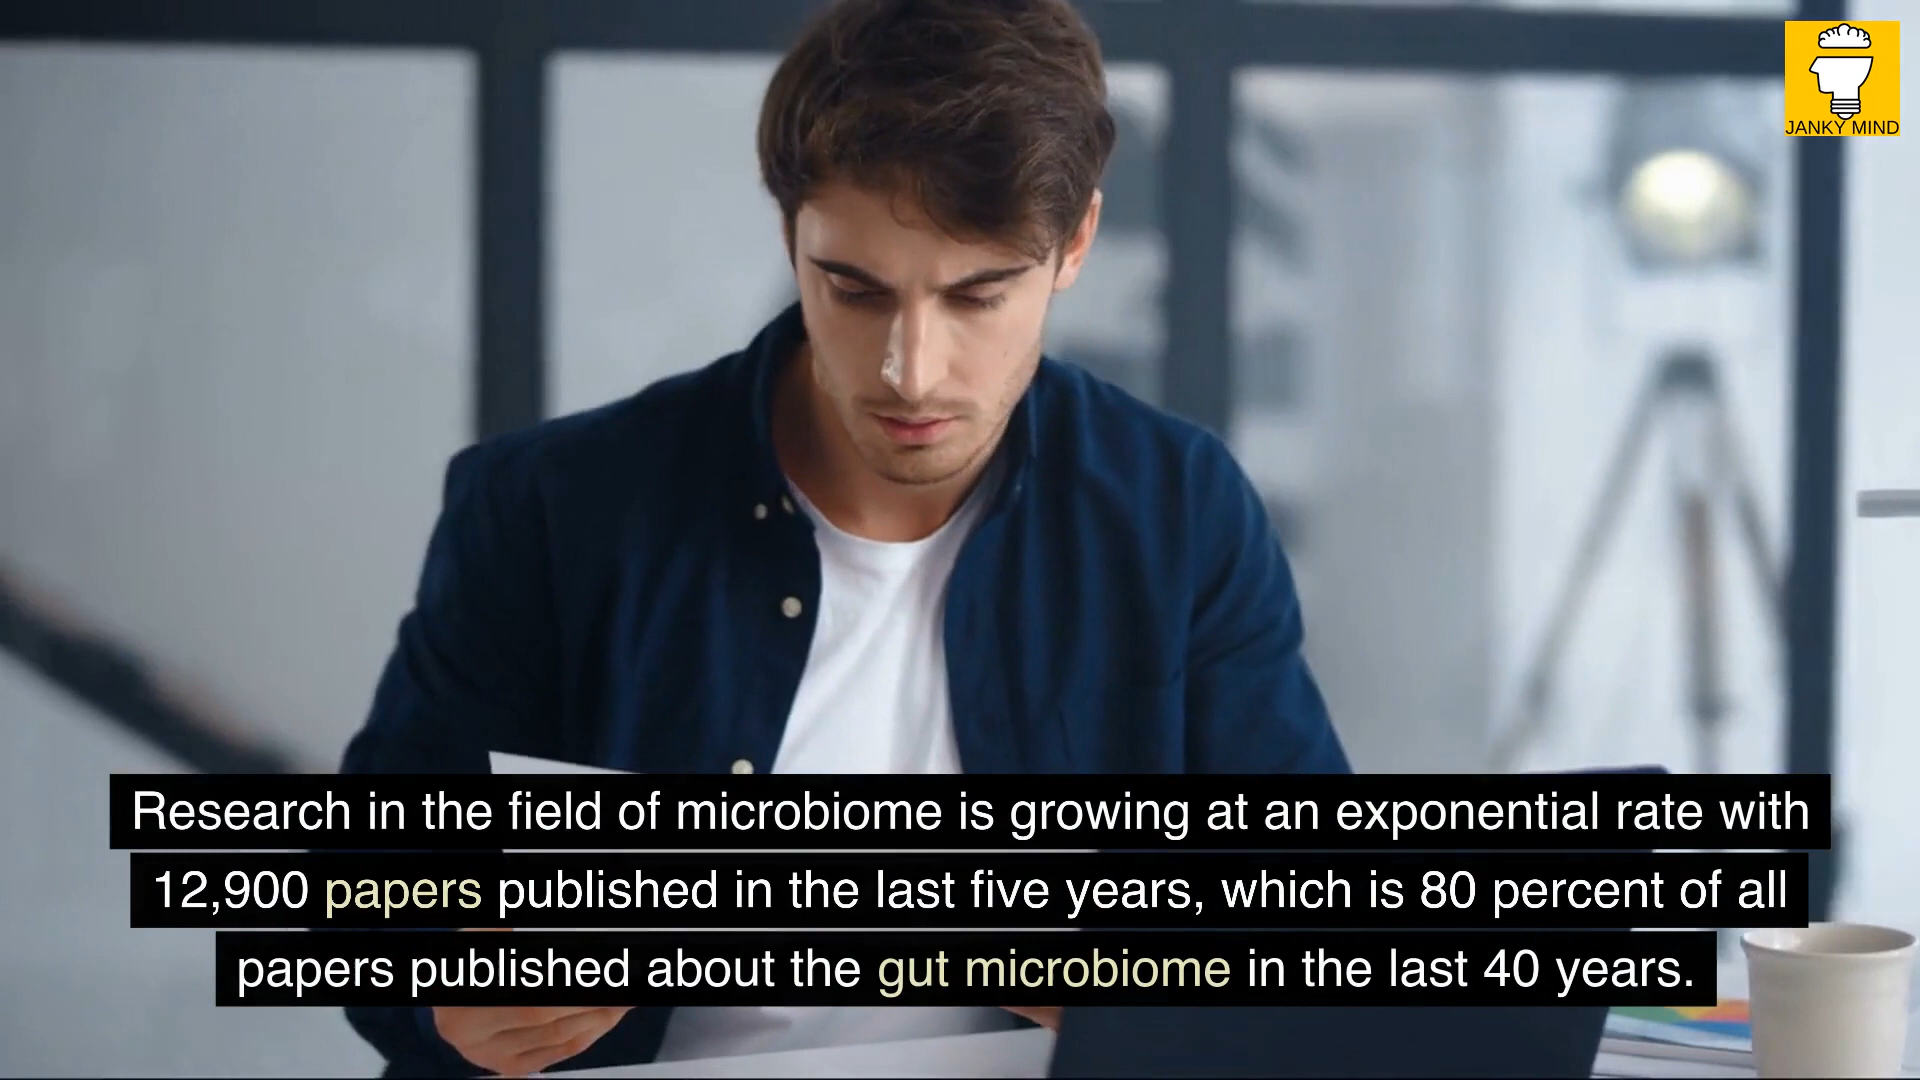 JANKY MIND
Research in the field of microbiome is growing at an exponential rate with
12,900 papers published in the last five years, which is 80 percent of all
papers published about the gut microbiome in the last 40 years.